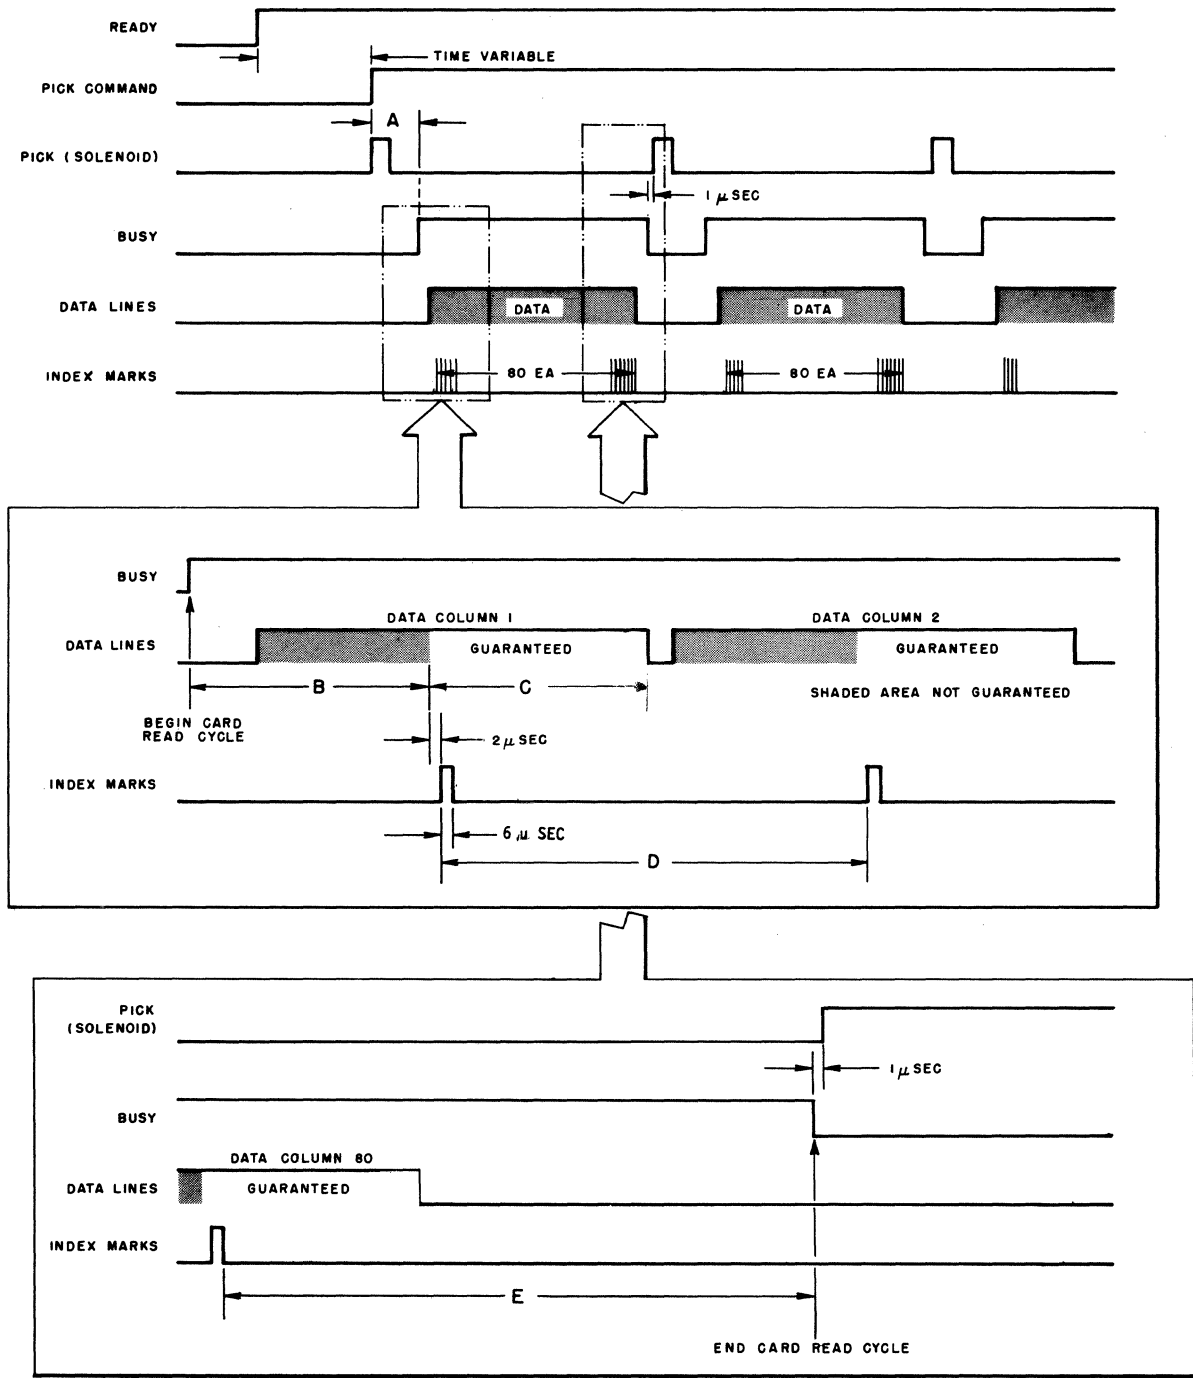 READY
TIME VARIABLE
PICK COMMAND
A
PICK (SOLENOID)
1 μ SEC
BUSY
DATA LINES
DATA
DATA
INDEX MARKS
80 EA
80 EA
BUSY
DATA COLUMN 1
DATA COLUMN 2
DATA LINES
GUARANTEED
GUARANTEED
B
C
SHADED AREA NOT GUARANTEED
BEGIN CARD
READ CYCLE
2 μ SEC
INDEX MARKS
6 μ SEC
D
PICK
(SOLENOID)
1 μ SEC
BUSY
DATA COLUMN 80
DATA LINES
GUARANTEED
INDEX MARKS
E
END CARD READ CYCLE